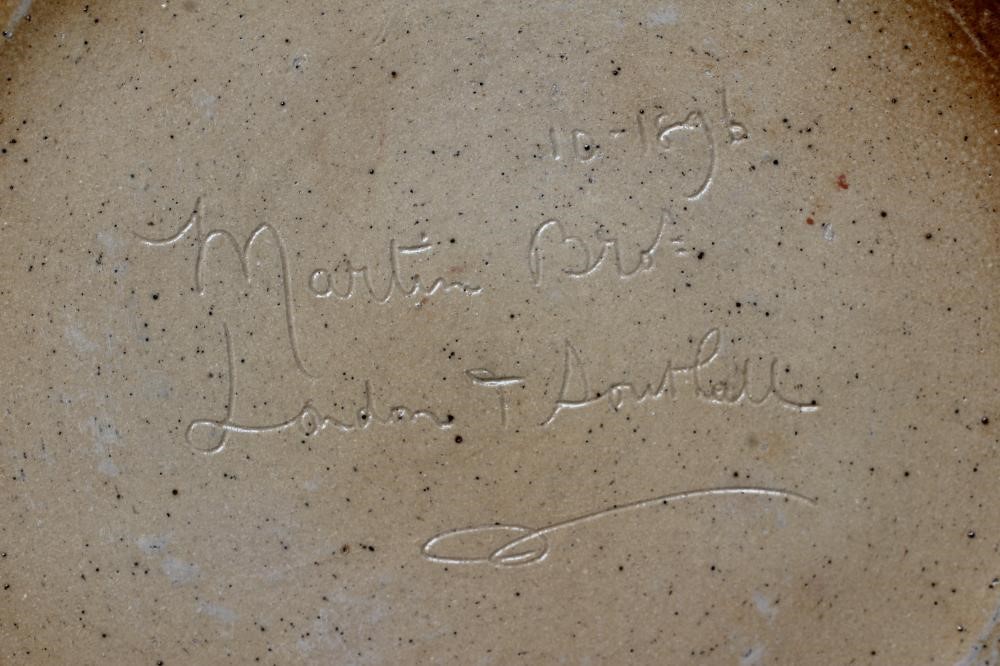 10-1896
Martin Bros
London + Southall